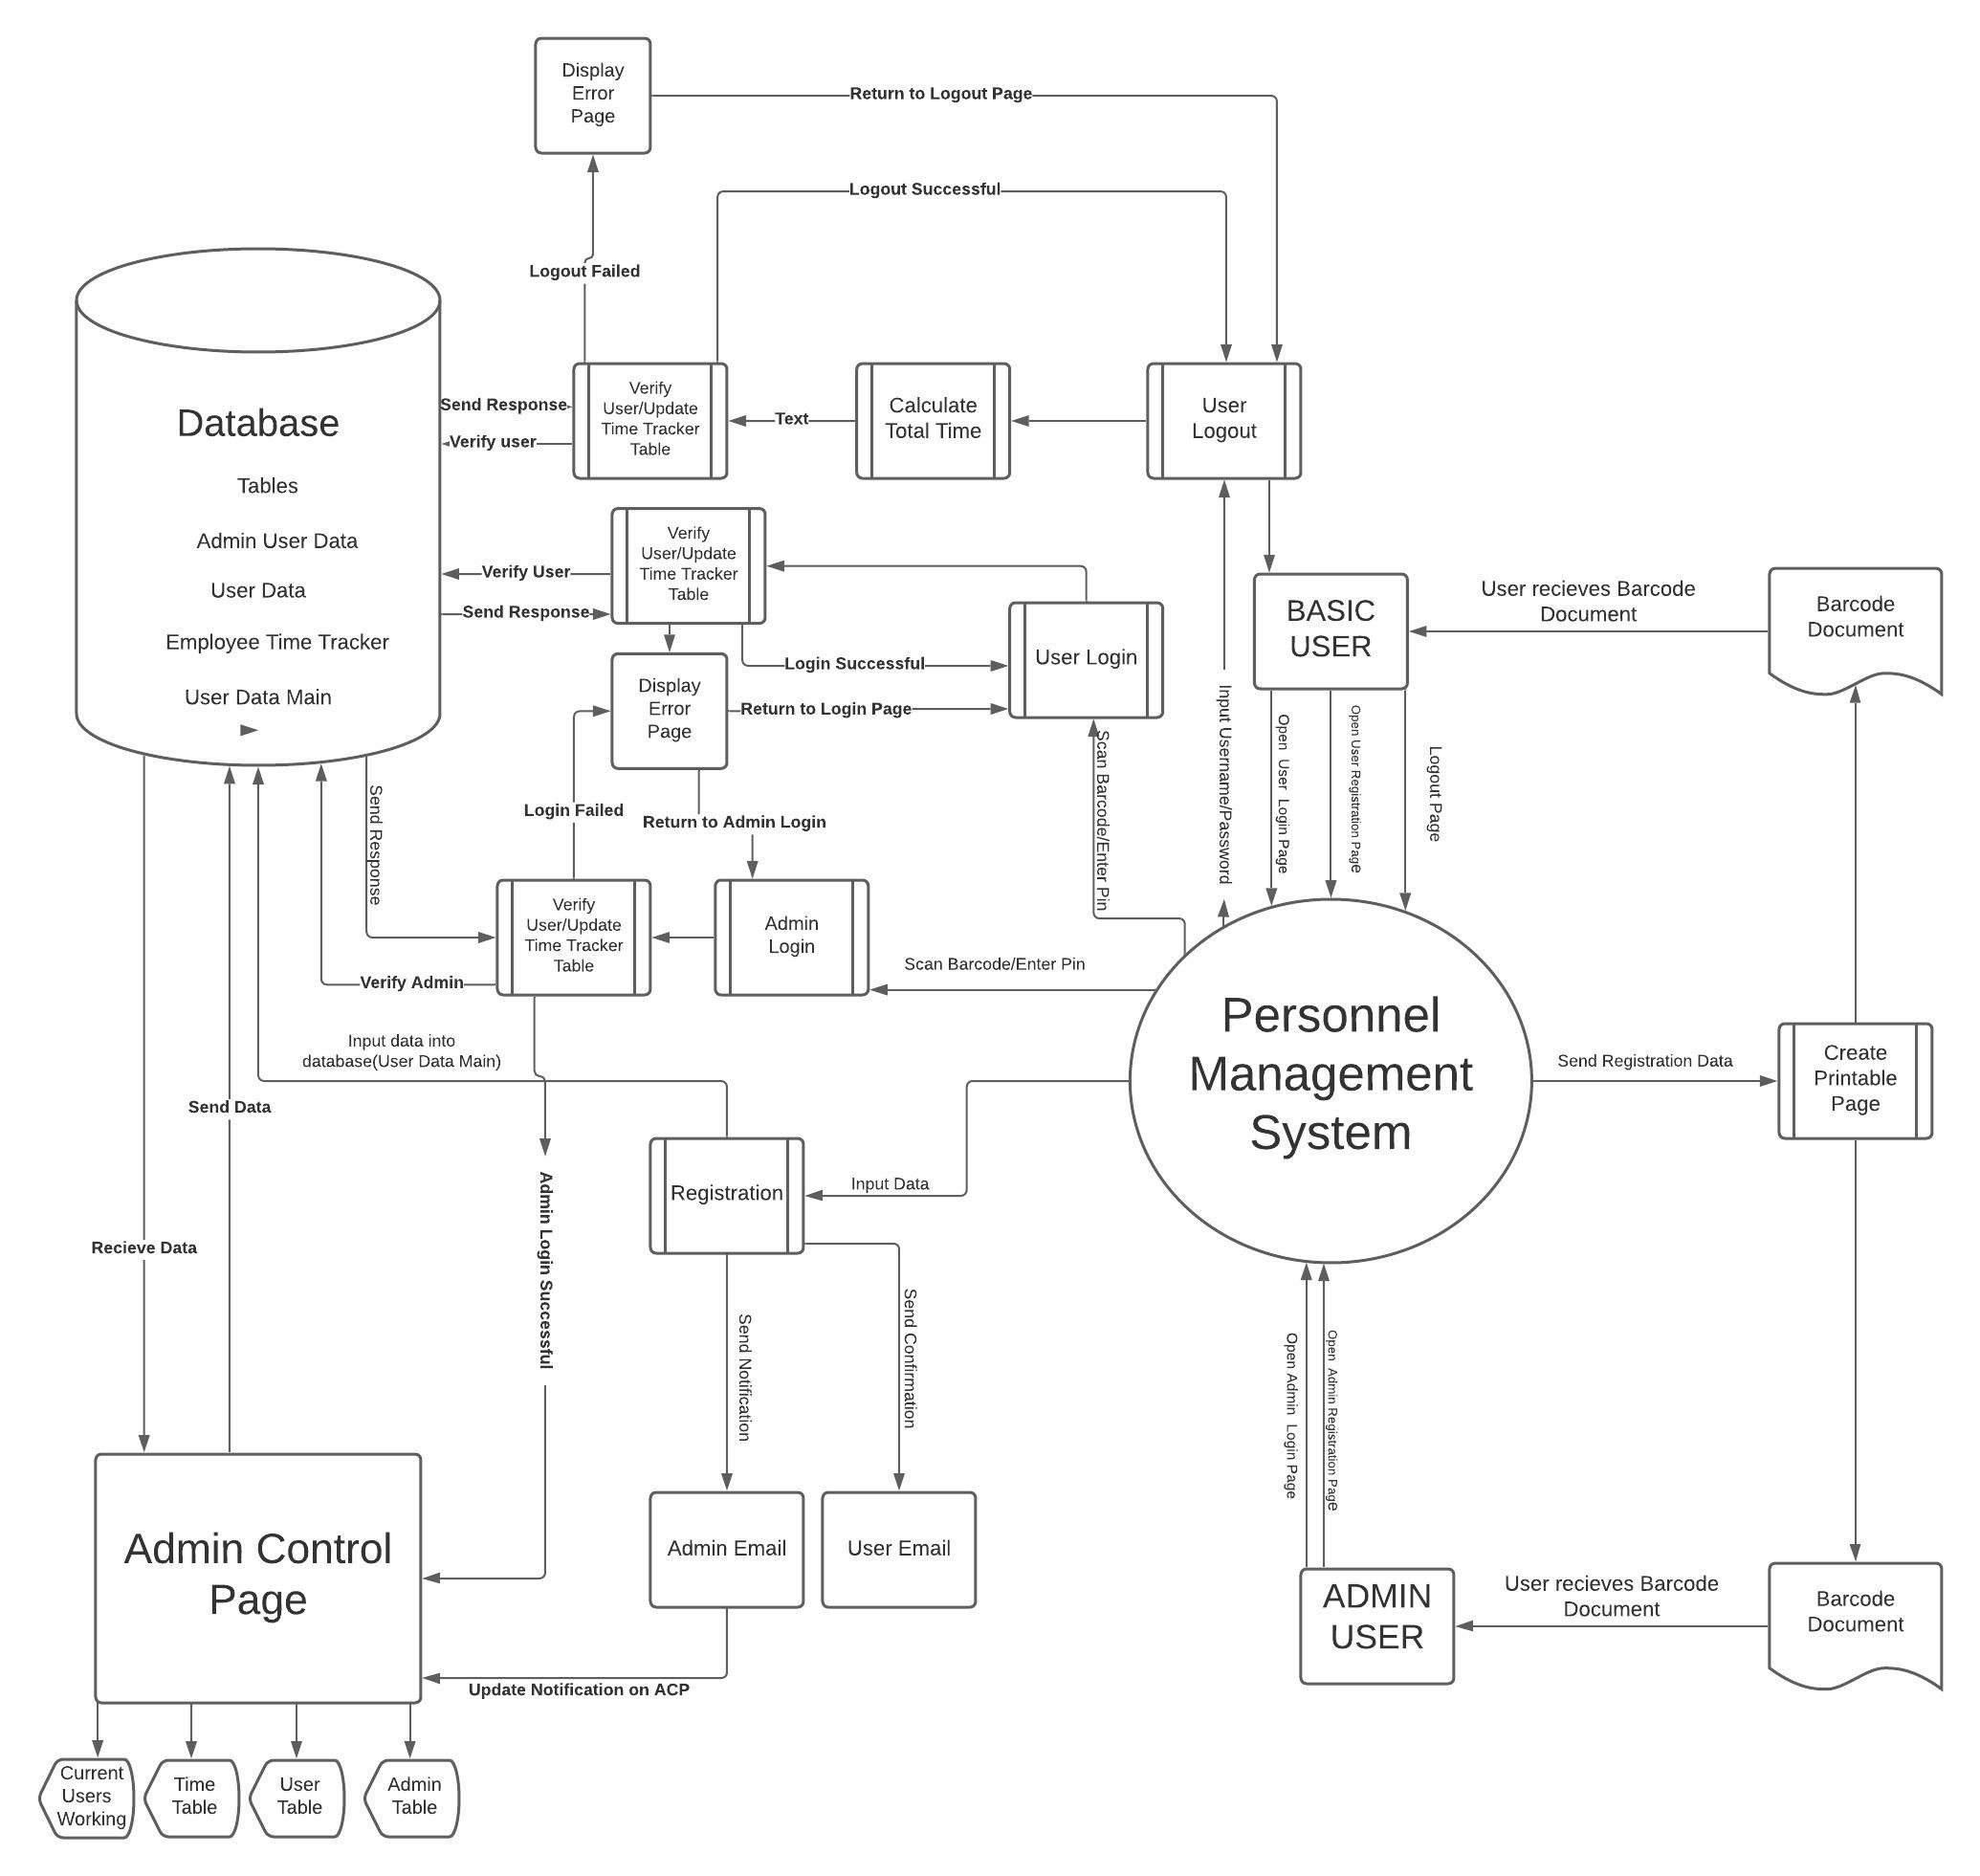 Display
Error
Page
Return to Logout Page
Logout Successful
Logout Failed
Database
Tables
Admin User Data
User Data
Employee Time Tracker
User Data Main
Send Response
Verify user
Verify
User/Update
Time Tracker
Table
Text
Calculate
Total Time
User
Logout
Verify User
Send Response
Verify
User/Update
Time Tracker
Table
Login Successful
User Login
Display
Error
Page
Return to Login Page
BASIC
USER
User recieves Barcode
Document
Barcode
Document
Input Username/Password
Open User Login Page
Open User Registration Page
Logout Page
Scan Barcode/Enter Pin
Send Response
Login Failed
Return to Admin Login
Verify
User/Update
Time Tracker
Table
Admin
Login
Verify Admin
Scan Barcode/Enter Pin
Personnel
Management
System
Send Registration Data
Create
Printable
Page
Input data into
database(User Data Main)
Send Data
Recieve Data
Admin Login Successful
Registration
Input Data
Send Notification
Send Confirmation
Open Admin Login Page
Open Admin Registration Page
Admin Control
Page
Admin Email
User Email
ADMIN
USER
User recieves Barcode
Document
Barcode
Document
Update Notification on ACP
Current
Users
Working
Time
Table
User
Table
Admin
Table